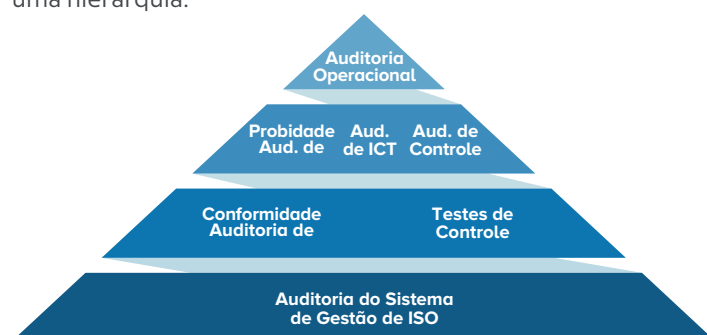 uma hierarquia.
Auditoria
Operacional
Probidade
Aud. de
Aud.
de ICT
Aud. de
Controle
Conformidade
Auditoria de
Testes de
Controle
Auditoria do Sistema
de Gestão de ISO